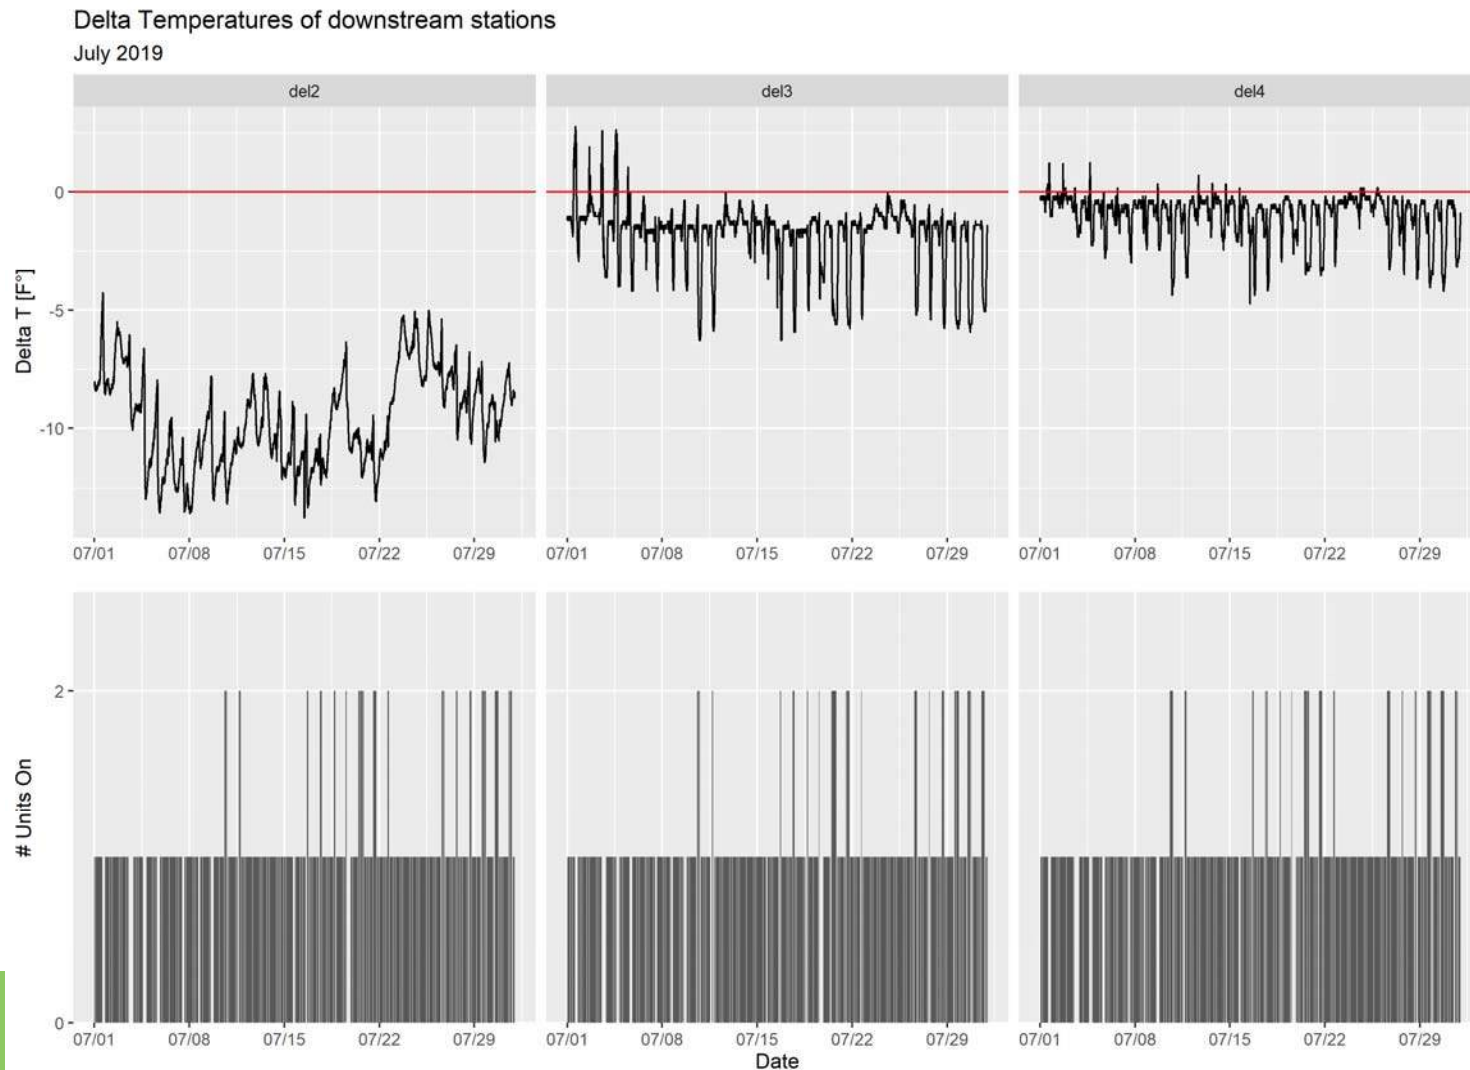 Delta Temperatures of downstream stations
July 2019
del2 del3 del4
Delta T [F°]
0
-5
-10
07/01 07/08 07/15 07/22 07/29 07/01 07/08 07/15 07/22 07/29 07/01 07/08 07/15 07/22 07/29
# Units On
2
0
07/01 07/08 07/15 07/22 07/29 07/01 07/08 07/15 07/22 07/29 07/01 07/08 07/15 07/22 07/29
Date